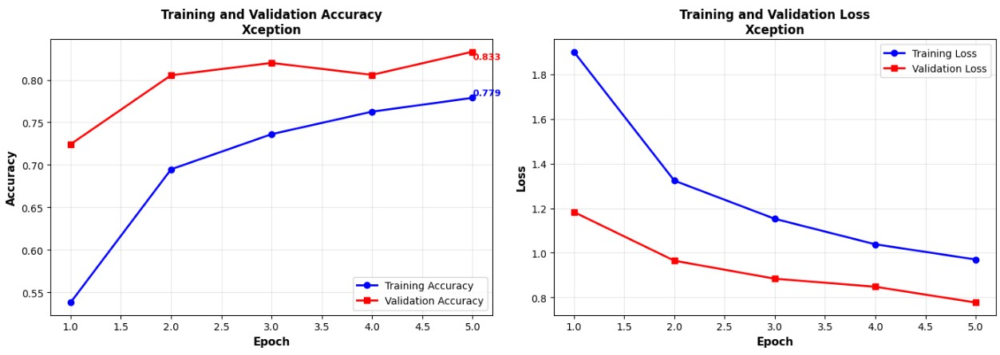 Training and Validation Accuracy
Xception
0.833
0.779
0.80
0.75
0.70
0.65
0.60
0.55
Accuracy
Training Accuracy
Validation Accuracy
1.0 1.5 2.0 2.5 3.0 3.5 4.0 4.5 5.0
Epoch
Training and Validation Loss
Xception
Training Loss
Validation Loss
1.8
1.6
1.4
1.2
1.0
0.8
Loss
1.0 1.5 2.0 2.5 3.0 3.5 4.0 4.5 5.0
Epoch